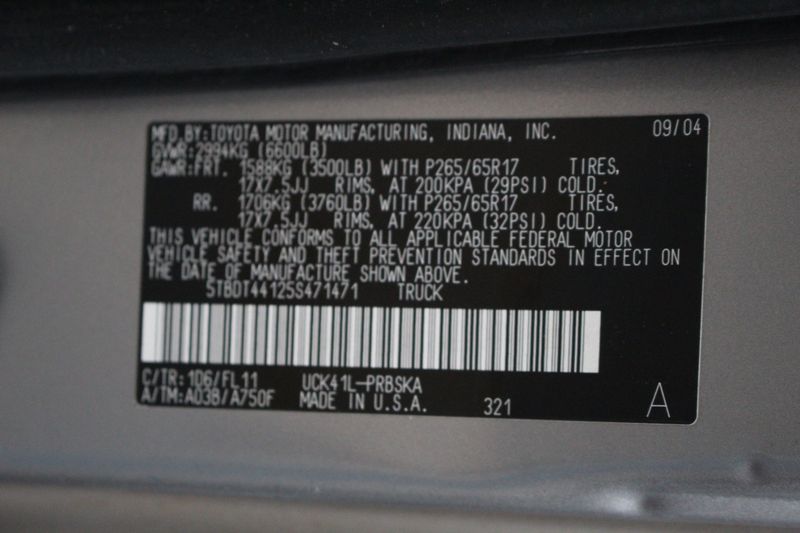 MFD.BY:TOYOTA MOTOR MANUFACTURING, INDIANA, INC. 09/04
GVWR:2994KG (6600LB)
GAWR:FRT. 1588KG (3500LB) WITH P265/65R17 TIRES,
17X7.5JJ RIMS, AT 200KPA (29PSI) COLD.
RR. 1706KG (3760LB) WITH P265/65R17 TIRES,
17X7.5JJ RIMS, AT 220KPA (32PSI) COLD.
THIS VEHICLE CONFORMS TO ALL APPLICABLE FEDERAL MOTOR
VEHICLE SAFETY AND THEFT PREVENTION STANDARDS IN EFFECT ON
THE DATE OF MANUFACTURE SHOWN ABOVE.
5TBDT44125S471471 TRUCK
C/TR:1D6/FL11 UCK41L-PRBSKA
A/TM:A03B/A750F MADE IN U.S.A. 321 A